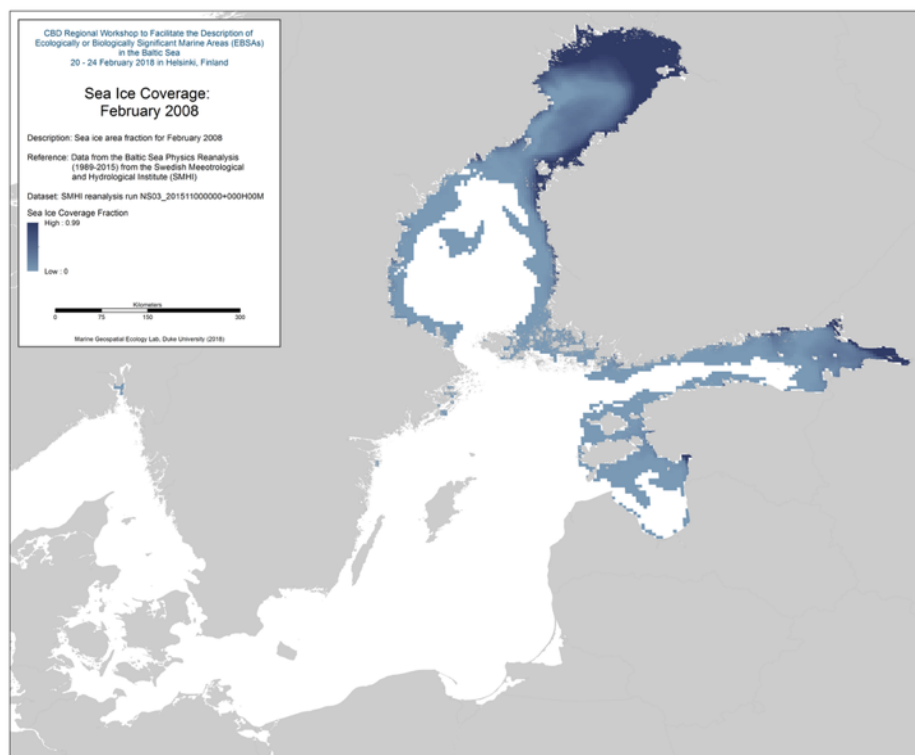 CBD Regional Workshop to Facilitate the Description of
Ecologically or Biologically Significant Marine Areas (EBSAs)
in the Baltic Sea
20 - 24 February 2018 in Helsinki, Finland
Sea Ice Coverage:
February 2008
Description: Sea ice area fraction for February 2008
Reference: Data from the Baltic Sea Physics Reanalysis
(1989-2015) from the Swedish Meeotrological
and Hydrological Institute (SMHI)
Dataset: SMHI reanalysis run NS03_201511000000+000H00M
Sea Ice Coverage Fraction
High : 0.99
Low : 0
Kilometers
0 75 150 300
Marine Geospatial Ecology Lab, Duke University (2018)